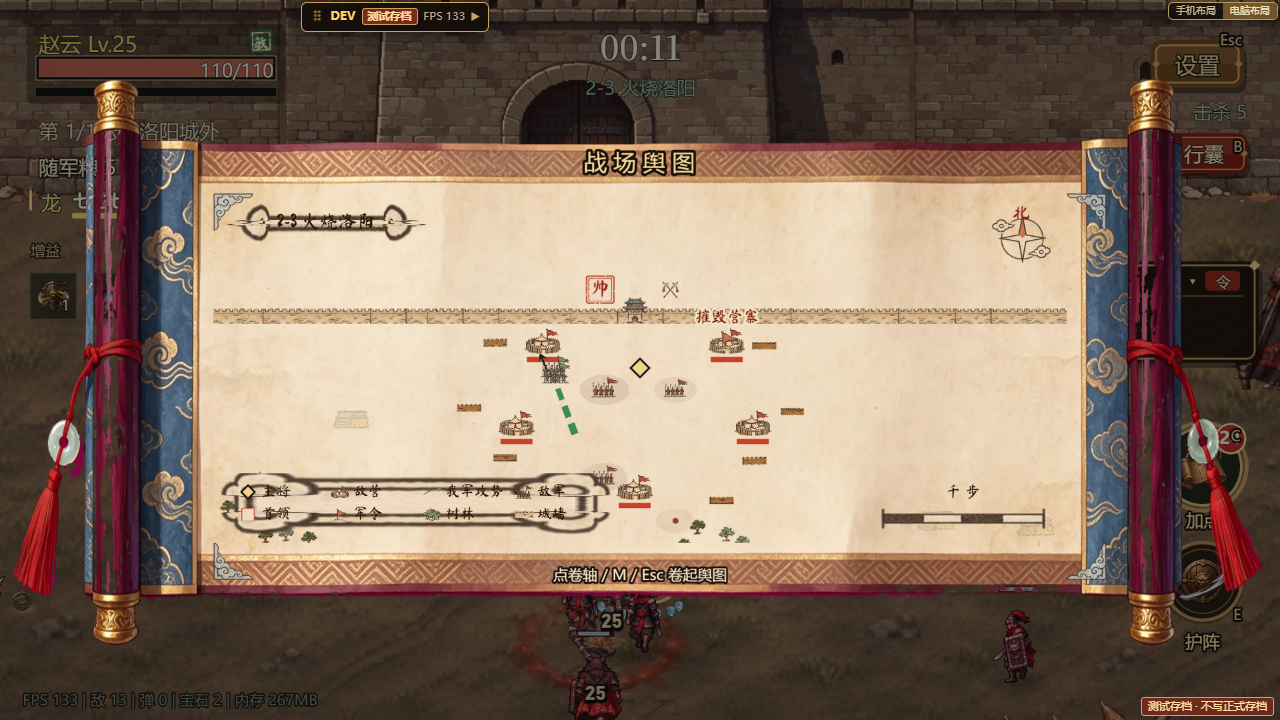 DEV 测试存档 FPS 133
手机布局 电脑布局
赵云 Lv.25 敏
110/110
00:11
2-3 火烧洛阳
Esc
设置
击杀 5
第 1/1 洛阳城外
随军粮 5
行囊 B
龙
增益
1
令
战场舆图
2-3 火烧洛阳
北
帅
摧毁营寨
主将 敌营 我军攻势 敌军
首领 军令 树林 城墙
千步
点卷轴 / M / Esc 卷起舆图
加点
E
护阵
25
25
FPS 133 | 敌 13 | 弹 0 | 宝石 2 | 内存 267MB
测试存档 - 不写正式存档